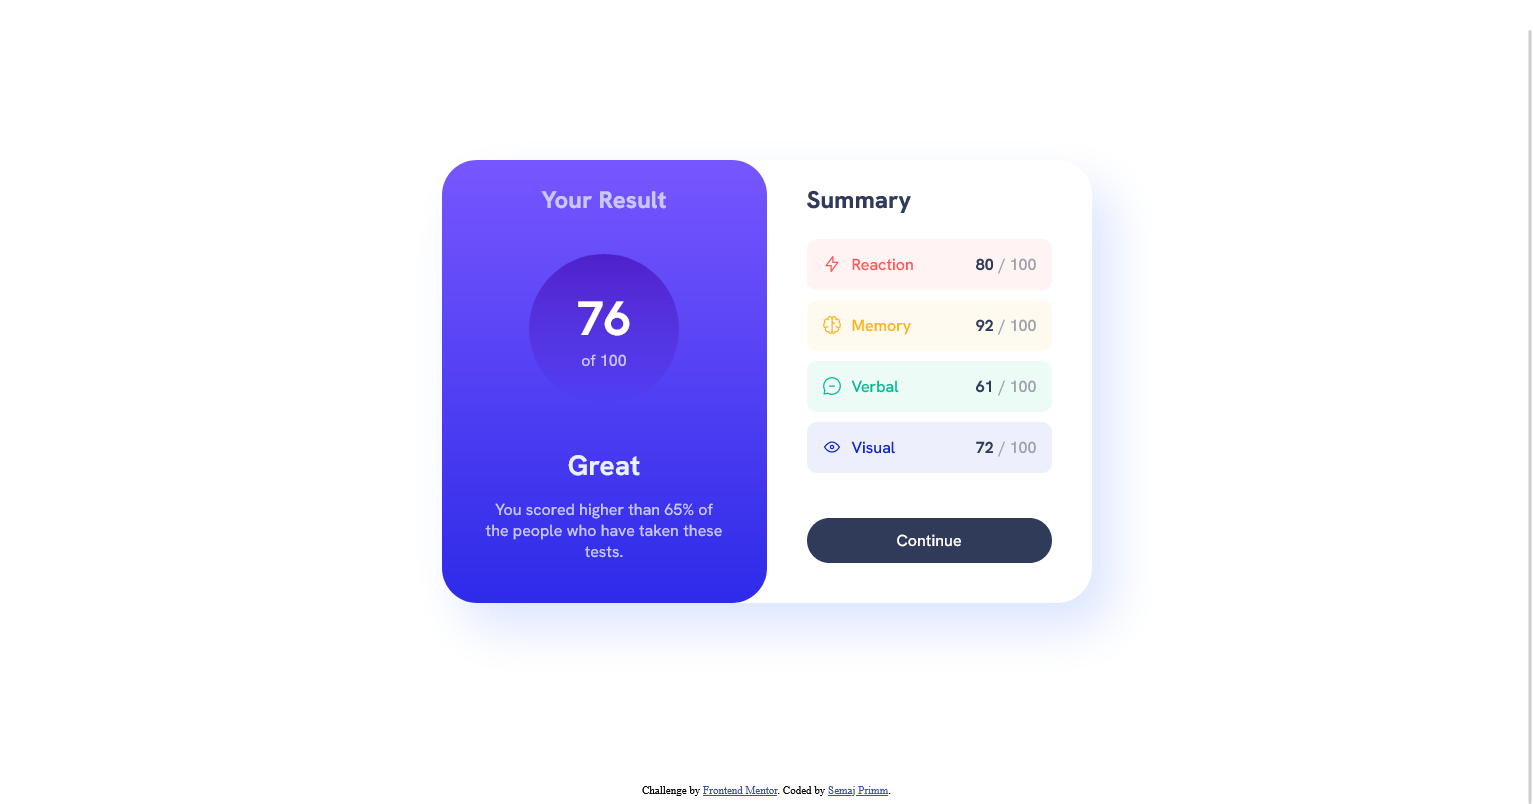 Your Result
76
of 100
Great
You scored higher than 65% of
the people who have taken these
tests.
Summary
Reaction 80 / 100
Memory 92 / 100
Verbal 61 / 100
Visual 72 / 100
Continue
Challenge by Frontend Mentor. Coded by Semaj Primm.